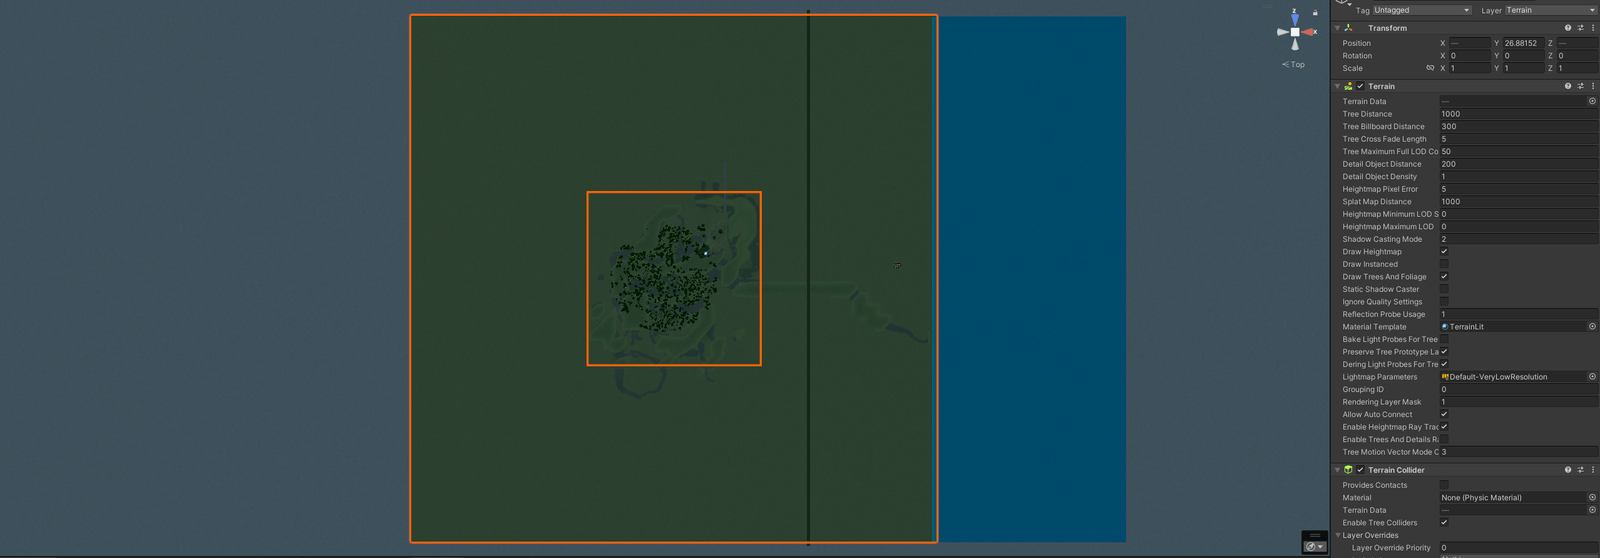 Tag Untagged Layer Terrain
z
x
Top
Transform
Position X — Y 26.88152 Z —
Rotation X 0 Y 0 Z 0
Scale X 1 Y 1 Z 1
Terrain
Terrain Data —
Tree Distance 1000
Tree Billboard Distance 300
Tree Cross Fade Length 5
Tree Maximum Full LOD Co 50
Detail Object Distance 200
Detail Object Density 1
Heightmap Pixel Error 5
Splat Map Distance 1000
Heightmap Minimum LOD S 0
Heightmap Maximum LOD 0
Shadow Casting Mode 2
Draw Heightmap
Draw Instanced
Draw Trees And Foliage
Static Shadow Caster
Ignore Quality Settings
Reflection Probe Usage 1
Material Template TerrainLit
Bake Light Probes For Tree
Preserve Tree Prototype La
Dering Light Probes For Tre
Lightmap Parameters Default-VeryLowResolution
Grouping ID 0
Rendering Layer Mask 1
Allow Auto Connect
Enable Heightmap Ray Trac
Enable Trees And Details R
Tree Motion Vector Mode O 3
Terrain Collider
Provides Contacts
Material None (Physic Material)
Terrain Data —
Enable Tree Colliders
Layer Overrides
Layer Override Priority 0